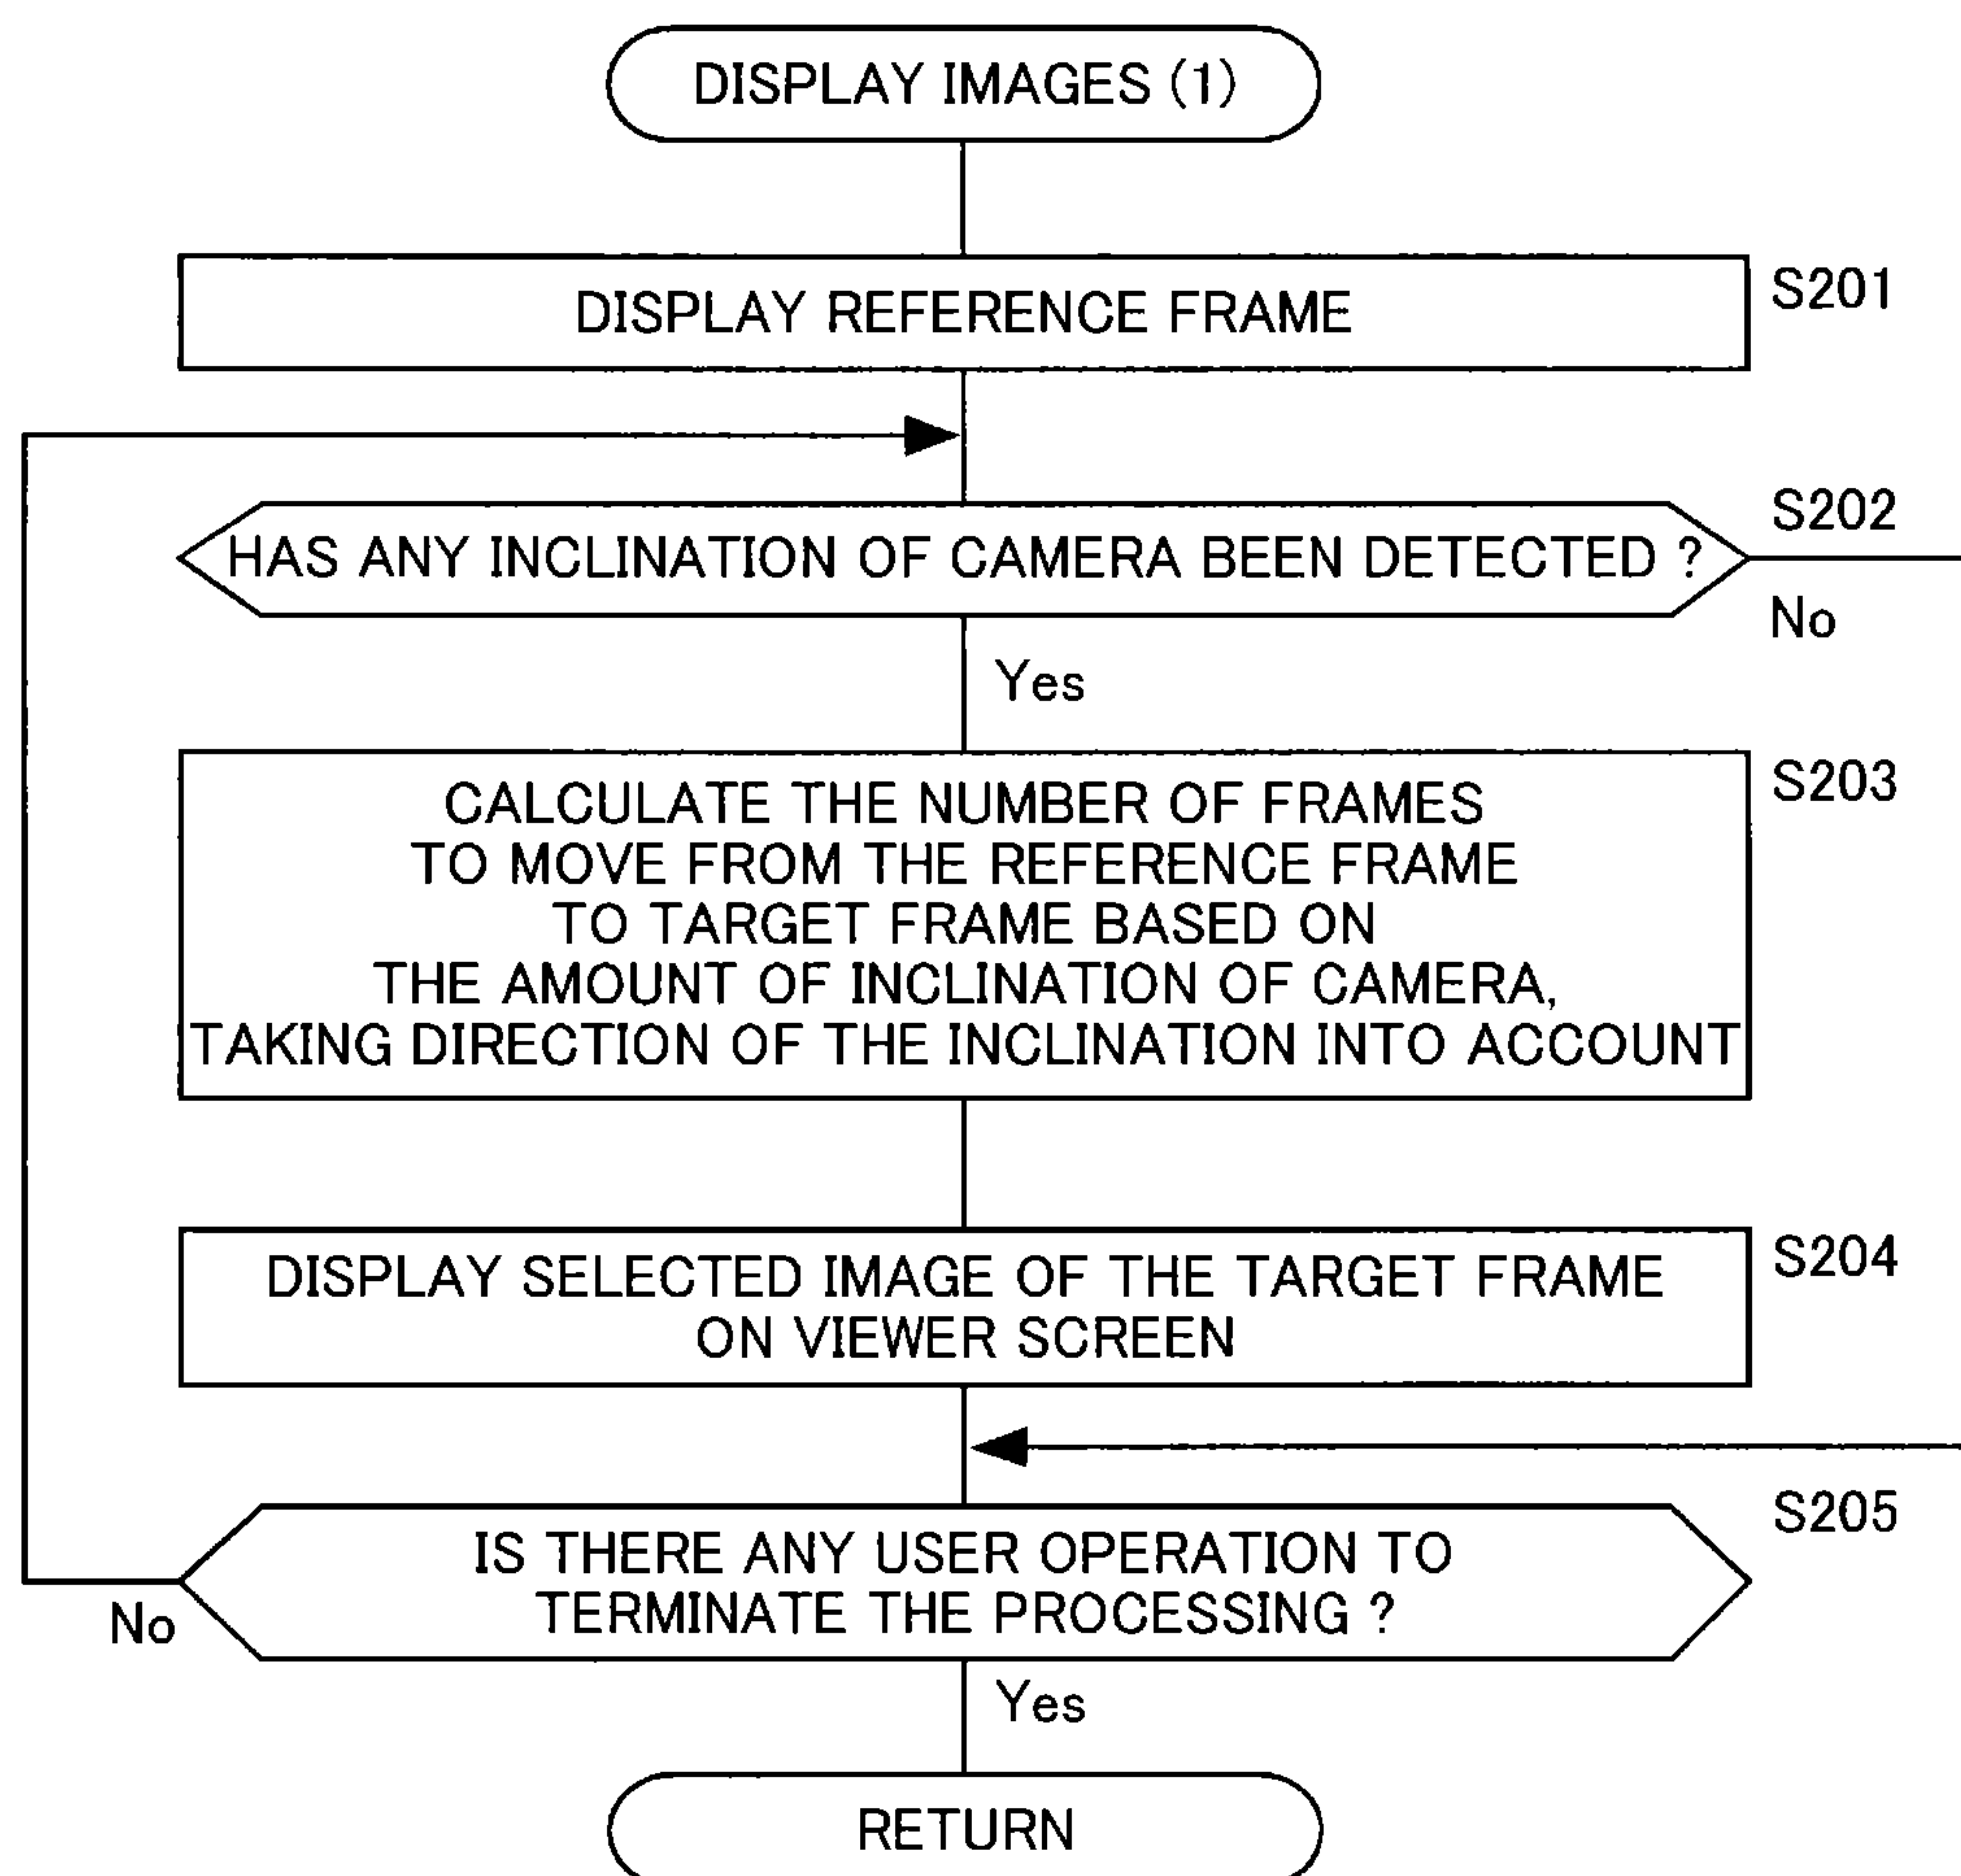 DISPLAY IMAGES (1)
S201
DISPLAY REFERENCE FRAME
S202
HAS ANY INCLINATION OF CAMERA BEEN DETECTED ?
No
Yes
S203
CALCULATE THE NUMBER OF FRAMES
TO MOVE FROM THE REFERENCE FRAME
TO TARGET FRAME BASED ON
THE AMOUNT OF INCLINATION OF CAMERA,
TAKING DIRECTION OF THE INCLINATION INTO ACCOUNT
S204
DISPLAY SELECTED IMAGE OF THE TARGET FRAME
ON VIEWER SCREEN
S205
IS THERE ANY USER OPERATION TO
TERMINATE THE PROCESSING ?
No
Yes
RETURN